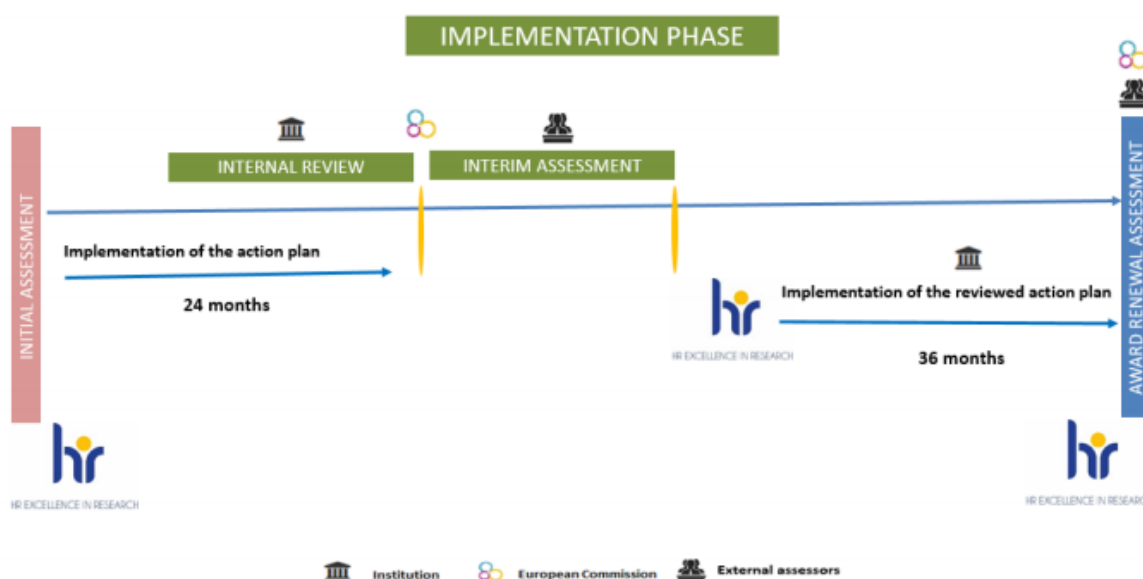 IMPLEMENTATION PHASE
INTERNAL REVIEW
INTERIM ASSESSMENT
INITIAL ASSESSMENT
Implementation of the action plan
24 months
hr
HR EXCELLENCE IN RESEARCH
Implementation of the reviewed action plan
36 months
AWARD RENEWAL ASSESSMENT
hr
HR EXCELLENCE IN RESEARCH
hr
HR EXCELLENCE IN RESEARCH
Institution
European Commission
External assessors